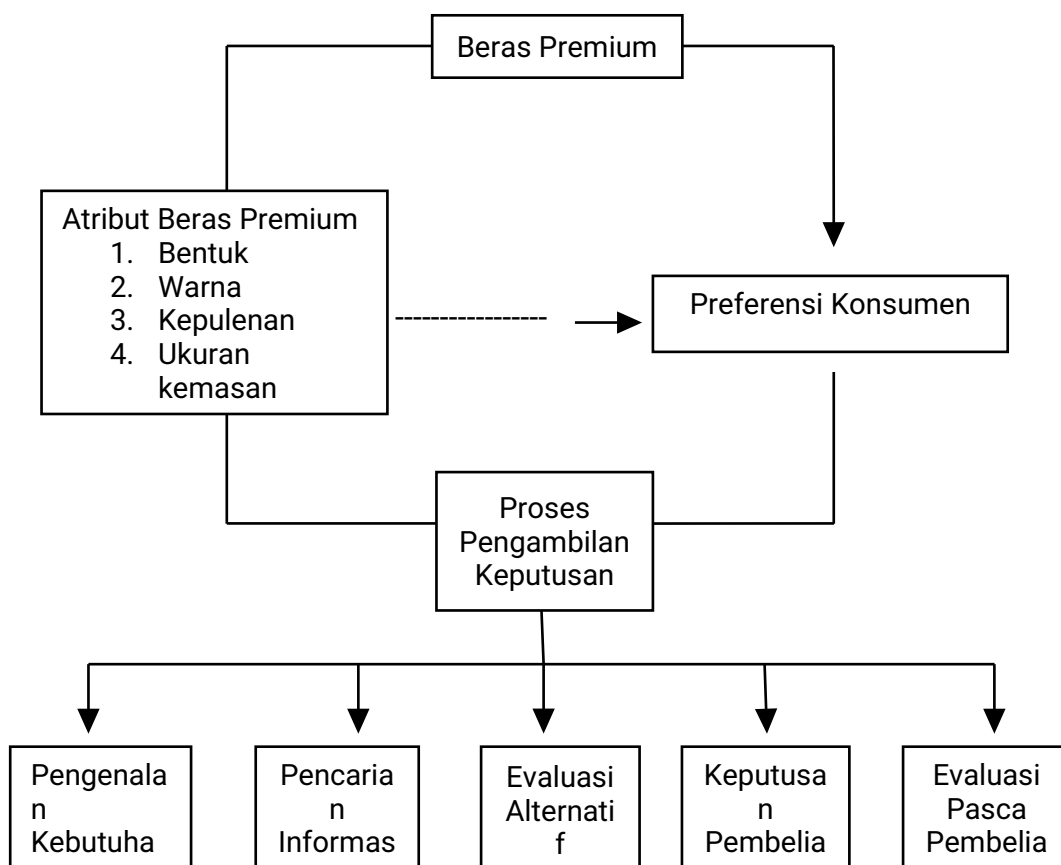 Beras Premium
Atribut Beras Premium
1. Bentuk
2. Warna
3. Kepulenan
4. Ukuran
kemasan
Preferensi Konsumen
Proses
Pengambilan
Keputusan
Pengenala
n
Kebutuha
Pencaria
n
Informas
Evaluasi
Alternati
f
Keputusa
n
Pembelia
Evaluasi
Pasca
Pembelia